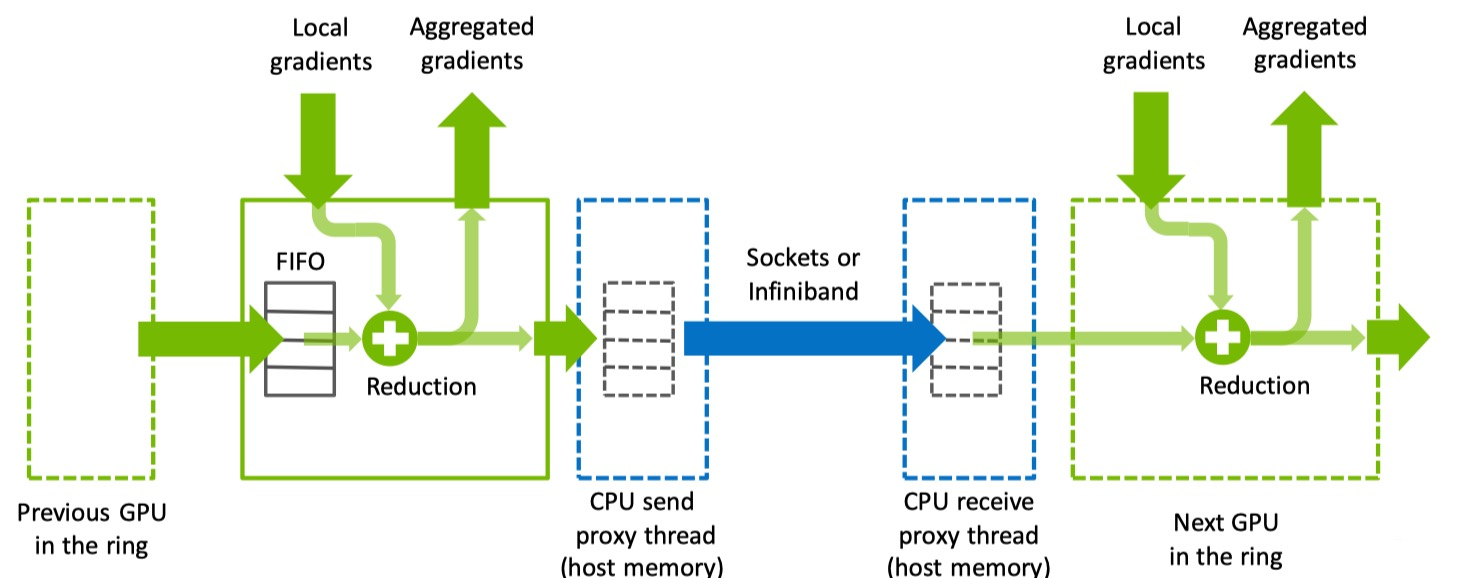 Local
gradients
Aggregated
gradients
Local
gradients
Aggregated
gradients
FIFO
Reduction
Sockets or
Infiniband
Reduction
Previous GPU
in the ring
CPU send
proxy thread
(host memory)
CPU receive
proxy thread
(host memory)
Next GPU
in the ring